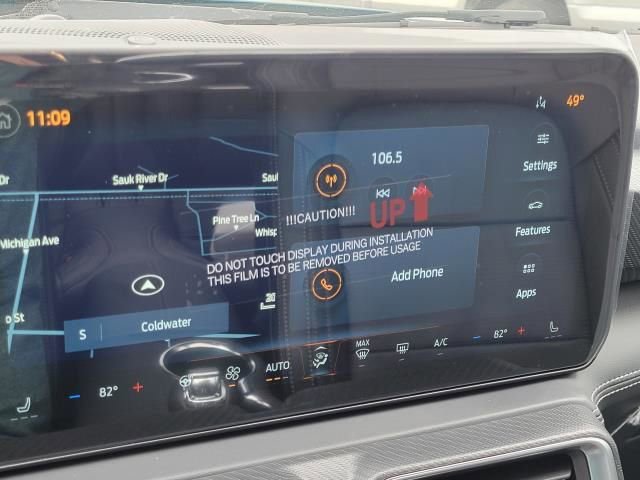 11:09
49°
Dr
Sauk River Dr
Sau
106.5
Settings
Pine Tree Ln
!!!CAUTION!!!
UP
Michigan Ave
Whisp
DO NOT TOUCH DISPLAY DURING INSTALLATION
THIS FILM IS TO BE REMOVED BEFORE USAGE
Features
Add Phone
Apps
o St
S
Coldwater
MAX
A/C
82°
AUTO
82°